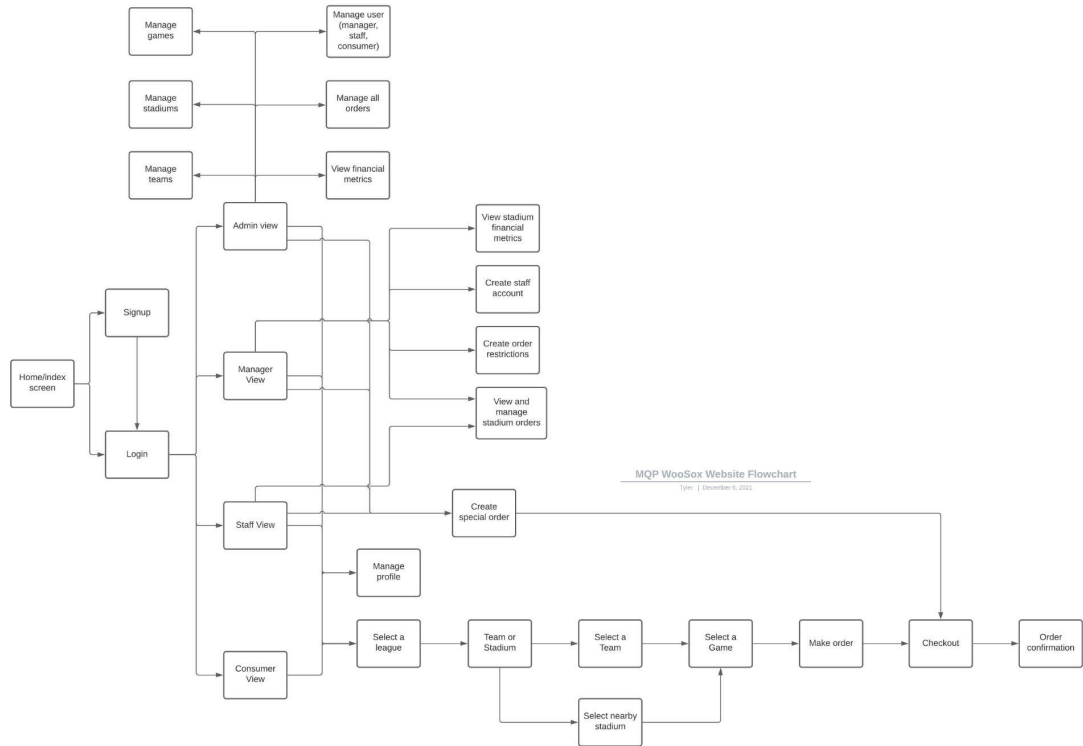 Manage
games
Manage user
(manager,
staff,
consumer)
Manage
stadiums
Manage all
orders
Manage
teams
View financial
metrics
Admin view
View stadium
financial
metrics
Create staff
account
Signup
Create order
restrictions
Home/index
screen
Manager
View
View and
manage
stadium orders
Login
MQP WooSox Website Flowchart
Tyler | December 6, 2021
Create
special order
Staff View
Manage
profile
Select a
league
Team or
Stadium
Select a
Team
Select a
Game
Make order
Checkout
Order
confirmation
Consumer
View
Select nearby
stadium